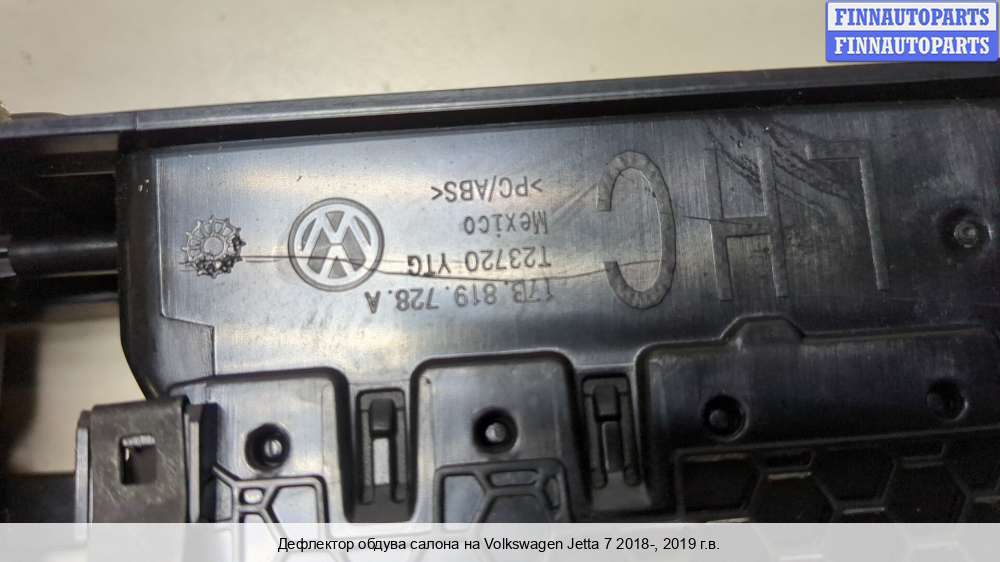 FINNAUTOPARTS
FINNAUTOPARTS
LHC
17B.819.728.A
T23720 YTG
Mexico
>PC/ABS<
Дефлектор обдува салона на Volkswagen Jetta 7 2018-, 2019 г.в.